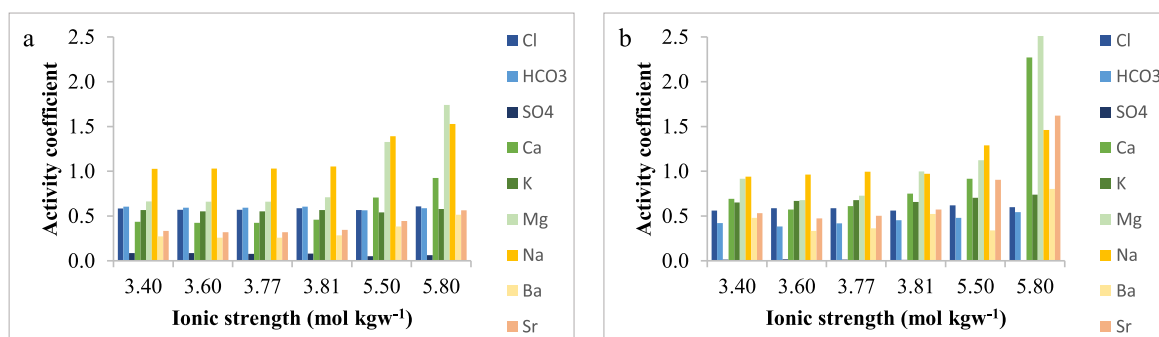 a
2.5
2.0
1.5
1.0
0.5
0.0
Activity coefficient
3.40 3.60 3.77 3.81 5.50 5.80
Ionic strength (mol kgw⁻¹)
Cl
HCO3
SO4
Ca
K
Mg
Na
Ba
Sr
b
2.5
2.0
1.5
1.0
0.5
0.0
Activity coefficient
3.40 3.60 3.77 3.81 5.50 5.80
Ionic strength (mol kgw⁻¹)
Cl
HCO3
SO4
Ca
K
Mg
Na
Ba
Sr